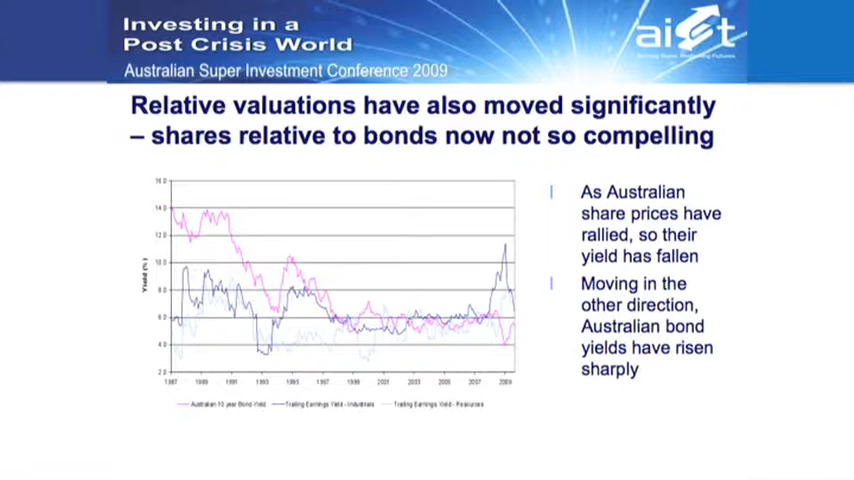 Investing in a
Post Crisis World
Australian Super Investment Conference 2009
aist
Relative valuations have also moved significantly
– shares relative to bonds now not so compelling
As Australian
share prices have
rallied, so their
yield has fallen
Moving in the
other direction,
Australian bond
yields have risen
sharply
16.0
14.0
12.0
10.0
8.0
6.0
4.0
2.0
Yield (%)
1987 1989 1991 1993 1995 1997 1999 2001 2003 2005 2007 2009
Australian 10 year Bond Yield Trailing Earnings Yield - Industrials Trailing Earnings Yield - Resources